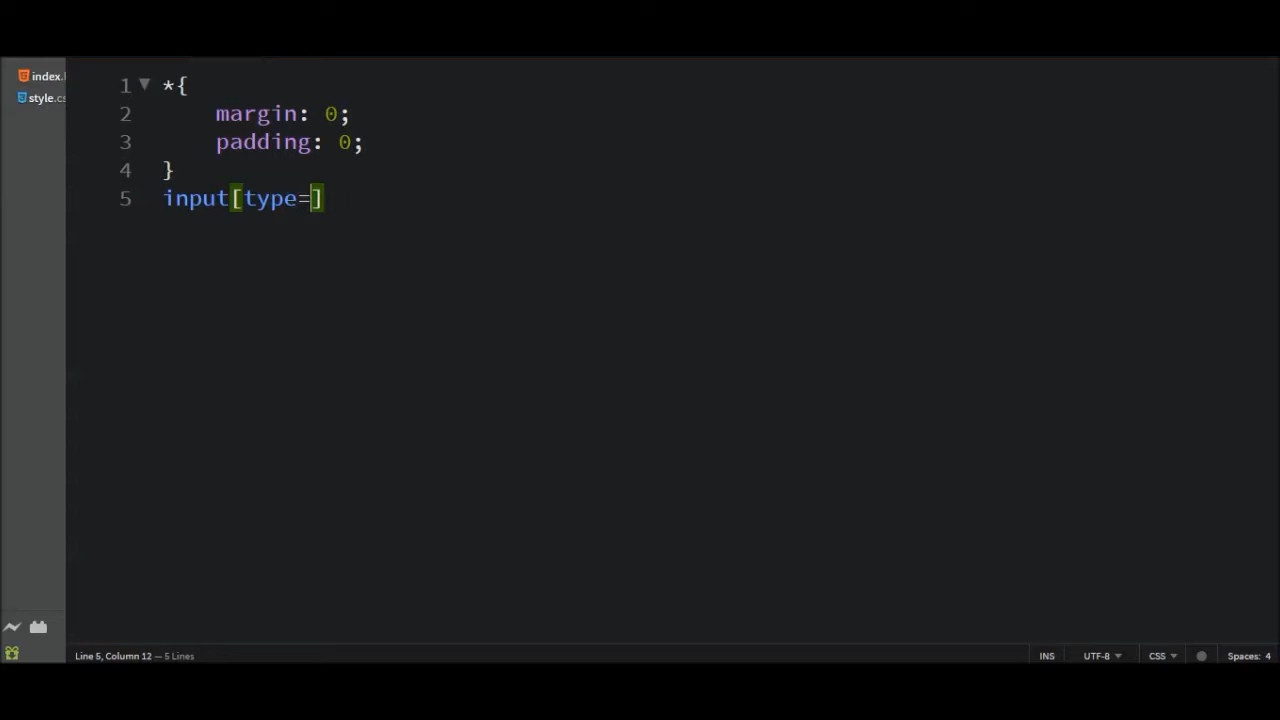 index.
style.cs
1 *{
2 margin: 0;
3 padding: 0;
4 }
5 input[type=]
Line 5, Column 12 — 5 Lines
INS
UTF-8
CSS
Spaces: 4